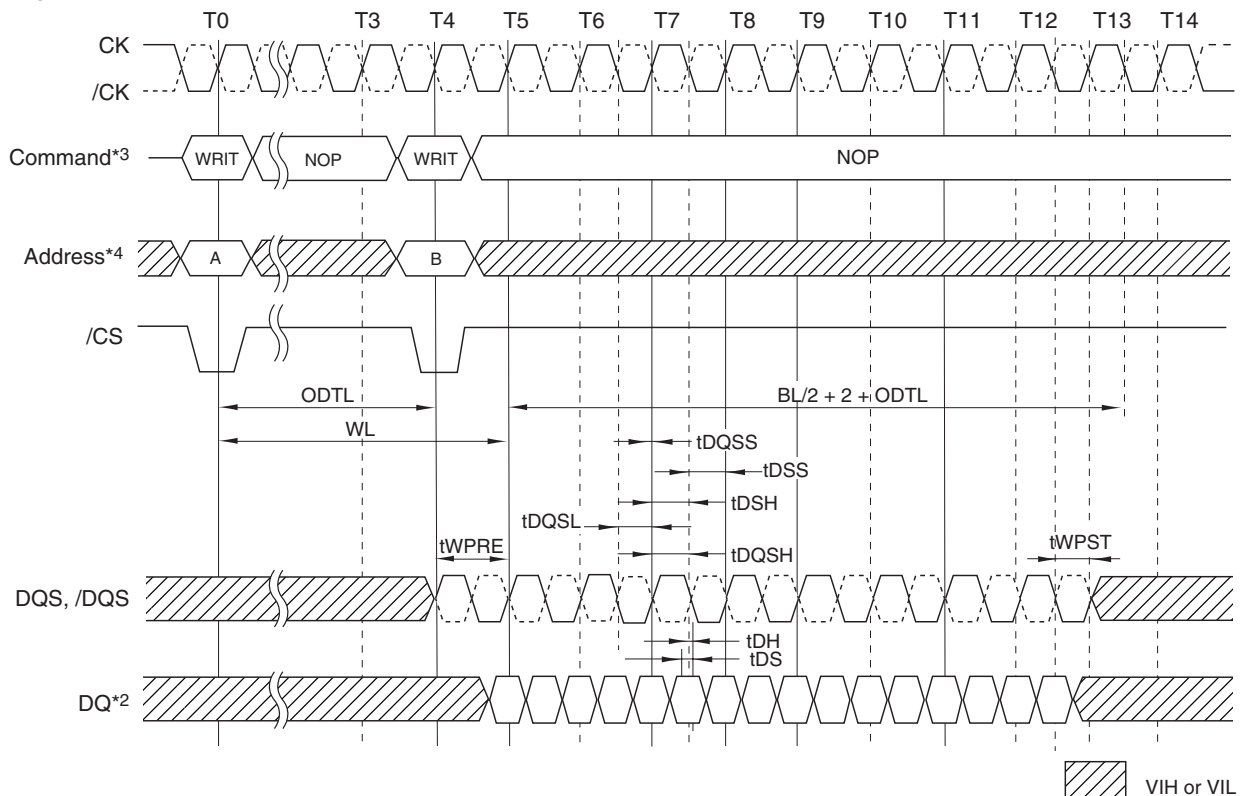 T0 T3 T4 T5 T6 T7 T8 T9 T10 T11 T12 T13 T14
CK
/CK
Command*3 WRIT NOP WRIT NOP
Address*4 A B
/CS
ODTL BL/2 + 2 + ODTL
WL
tDQSS
tDSS
tDSH
tDQSL
tWPRE tDQSH tWPST
DQS, /DQS
tDH
tDS
DQ*2
VIH or VIL